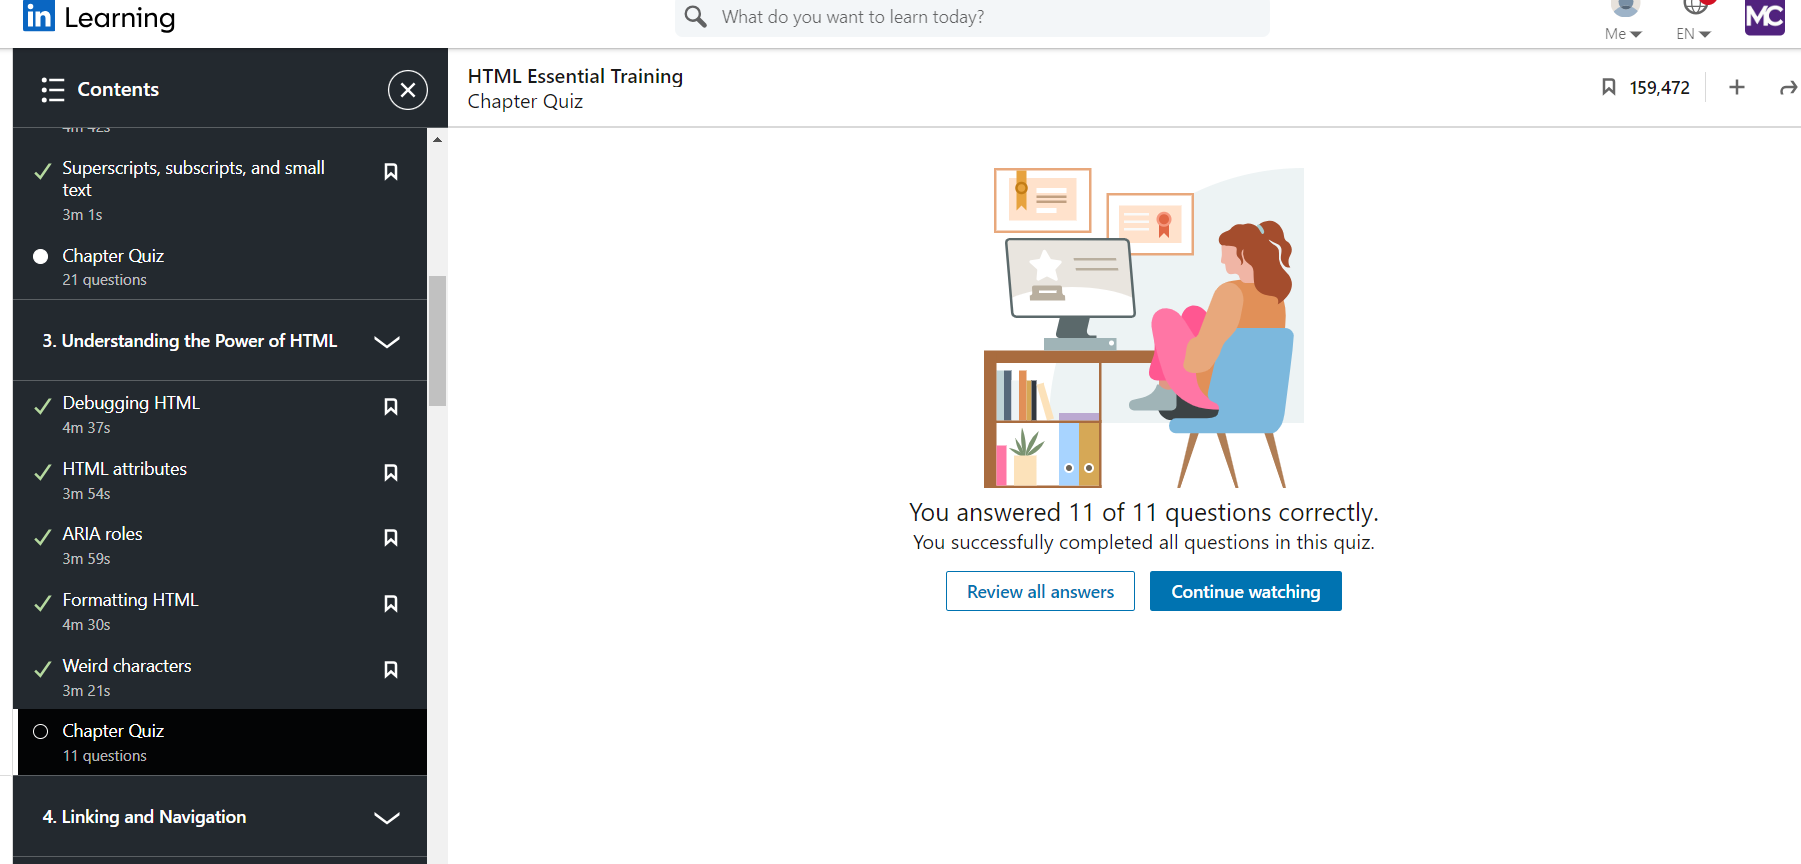 in Learning
What do you want to learn today?
Me
EN
MC
Contents
HTML Essential Training
Chapter Quiz
159,472
4m 42s
Superscripts, subscripts, and small
text
3m 1s
Chapter Quiz
21 questions
3. Understanding the Power of HTML
Debugging HTML
4m 37s
HTML attributes
3m 54s
ARIA roles
3m 59s
Formatting HTML
4m 30s
Weird characters
3m 21s
Chapter Quiz
11 questions
4. Linking and Navigation
You answered 11 of 11 questions correctly.
You successfully completed all questions in this quiz.
Review all answers
Continue watching